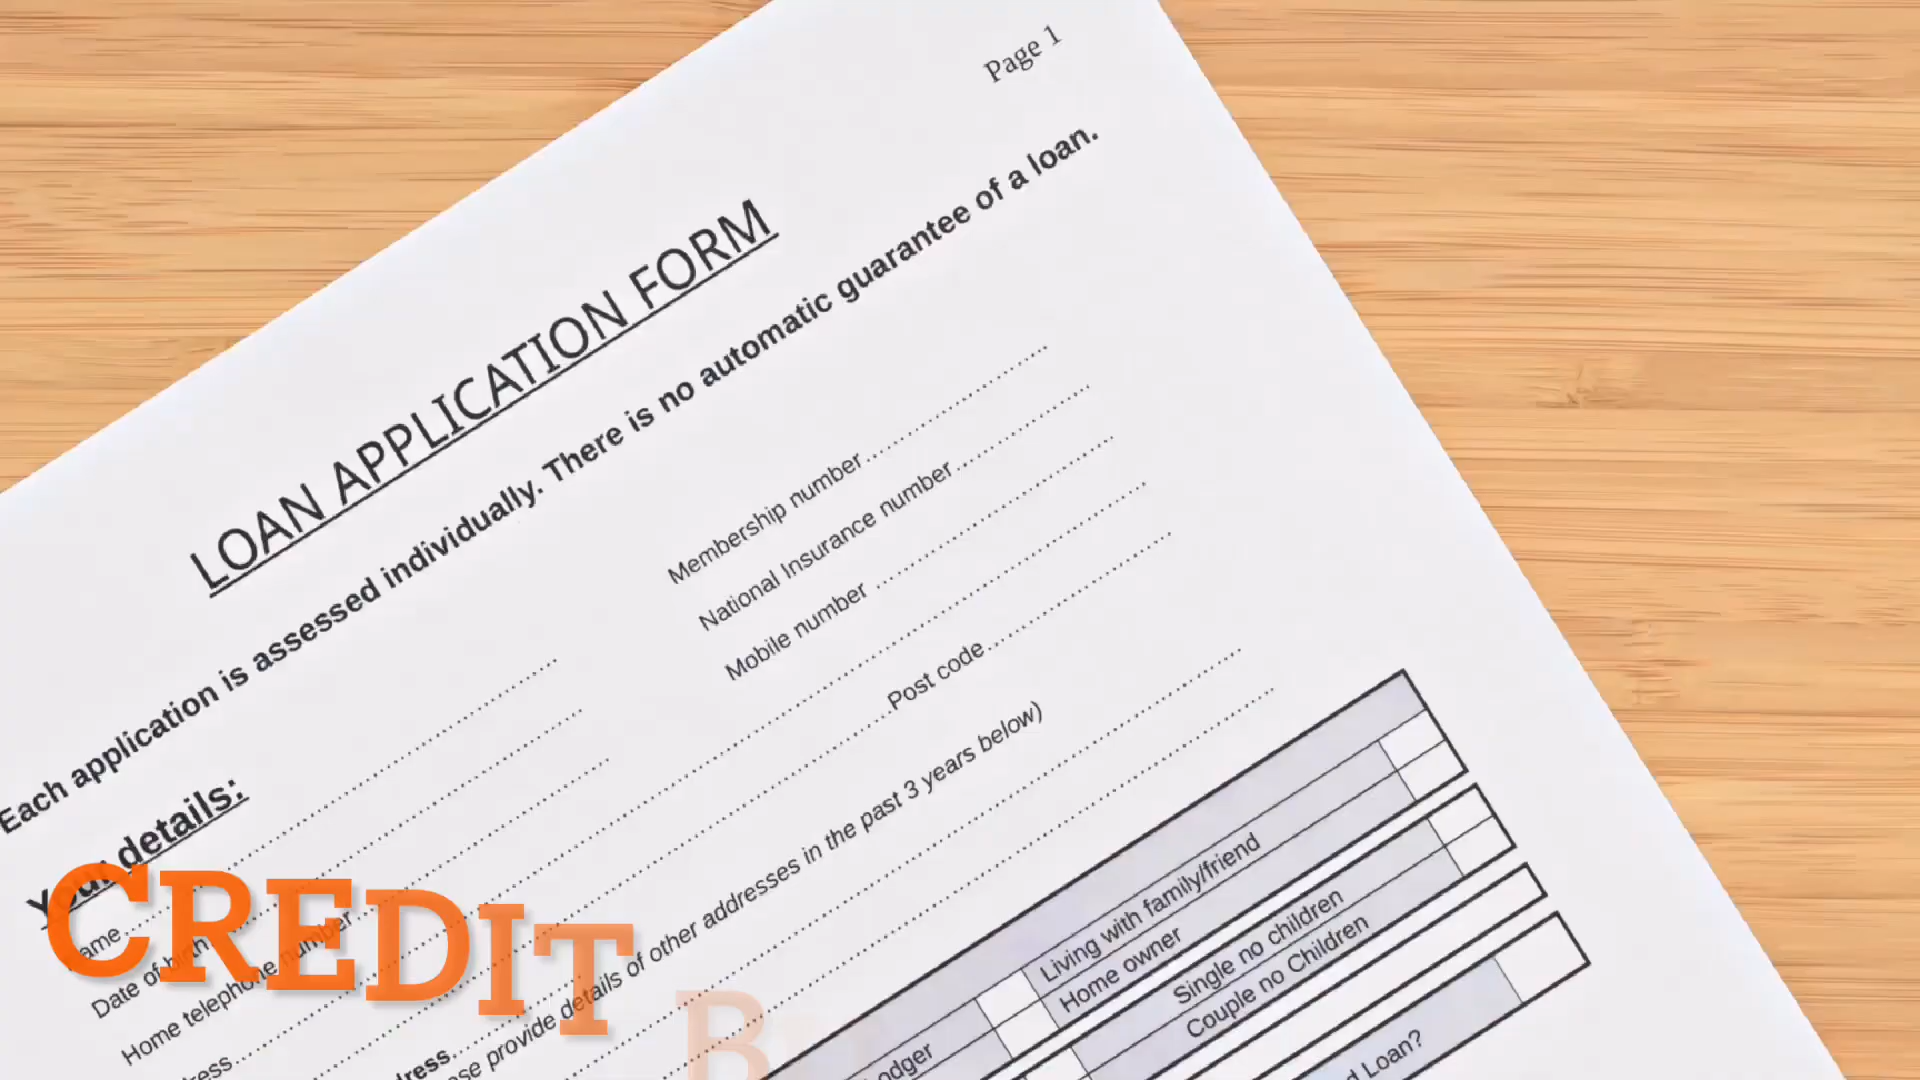 Page 1
LOAN APPLICATION FORM
Each application is assessed individually. There is no automatic guarantee of a loan.
Your details:
Membership number
National Insurance number
Mobile number
Date of birth
Home telephone number
Post code
provide details of other addresses in the past 3 years below)
Living with family/friend
Home owner
Single no children
Couple no Children
Loan?
CREDIT